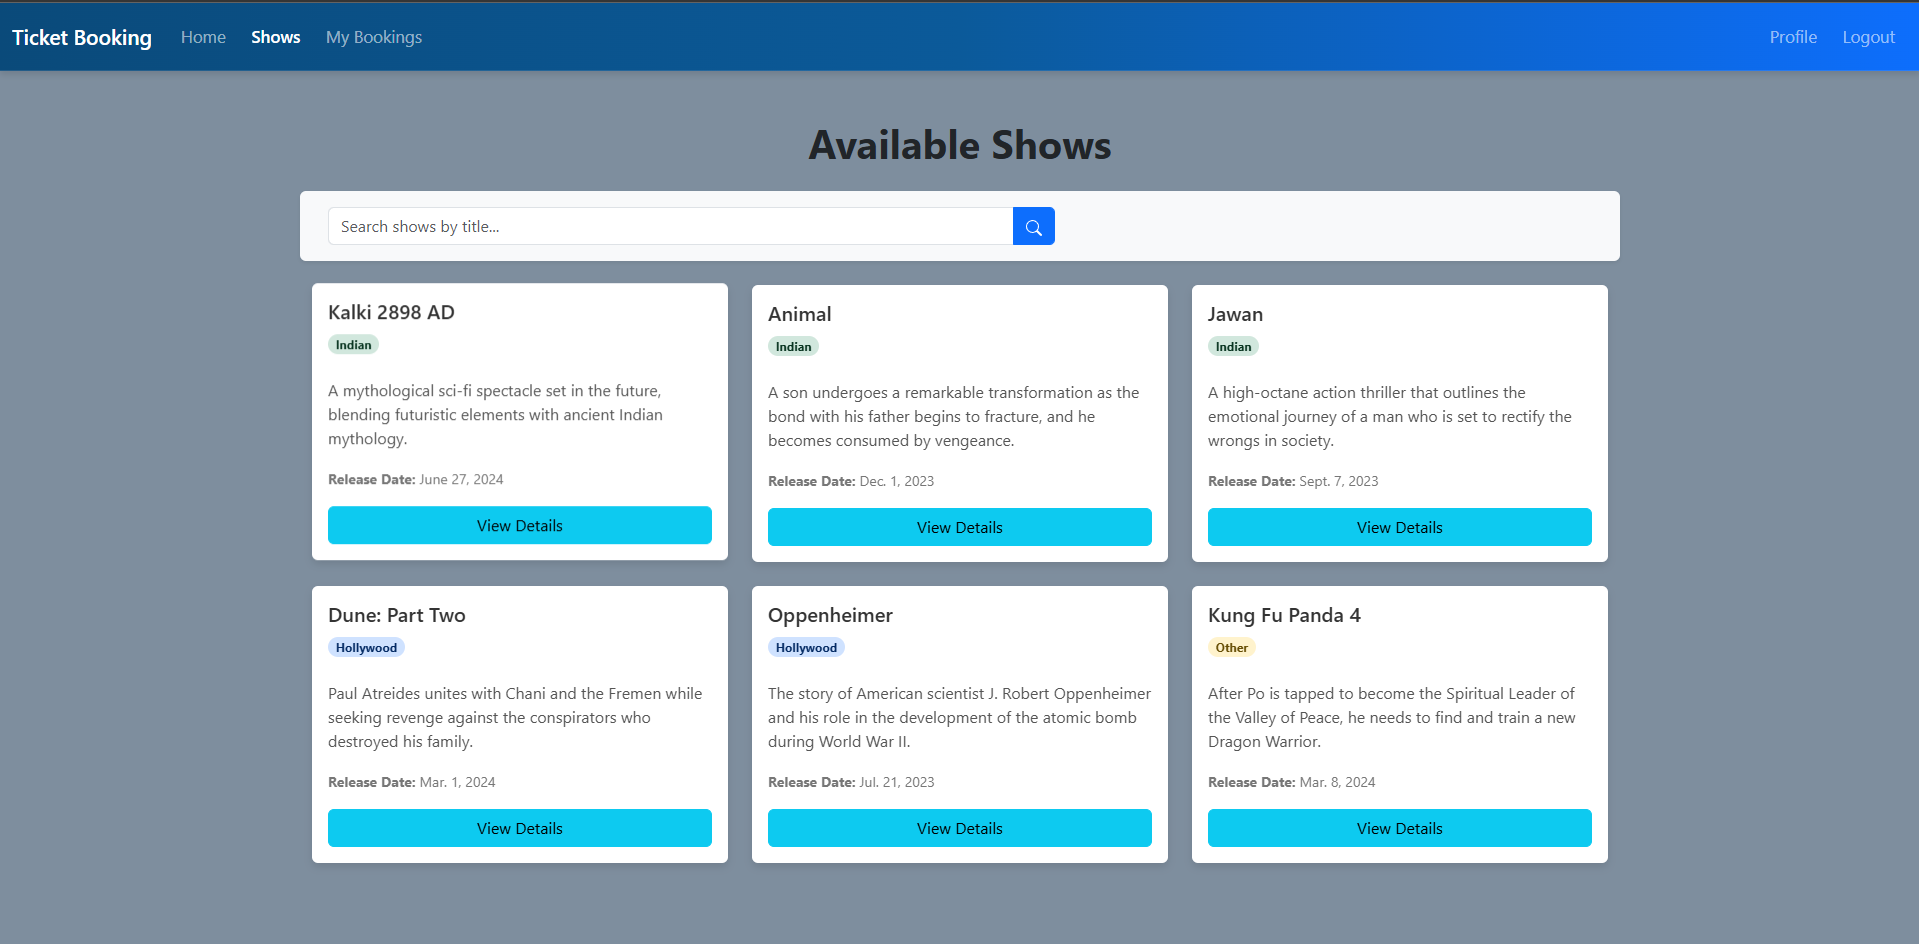 Ticket Booking Home Shows My Bookings Profile Logout
Available Shows
Search shows by title...
Kalki 2898 AD
Indian
A mythological sci-fi spectacle set in the future,
blending futuristic elements with ancient Indian
mythology.
Release Date: June 27, 2024
View Details
Animal
Indian
A son undergoes a remarkable transformation as the
bond with his father begins to fracture, and he
becomes consumed by vengeance.
Release Date: Dec. 1, 2023
View Details
Jawan
Indian
A high-octane action thriller that outlines the
emotional journey of a man who is set to rectify the
wrongs in society.
Release Date: Sept. 7, 2023
View Details
Dune: Part Two
Hollywood
Paul Atreides unites with Chani and the Fremen while
seeking revenge against the conspirators who
destroyed his family.
Release Date: Mar. 1, 2024
View Details
Oppenheimer
Hollywood
The story of American scientist J. Robert Oppenheimer
and his role in the development of the atomic bomb
during World War II.
Release Date: Jul. 21, 2023
View Details
Kung Fu Panda 4
Other
After Po is tapped to become the Spiritual Leader of
the Valley of Peace, he needs to find and train a new
Dragon Warrior.
Release Date: Mar. 8, 2024
View Details